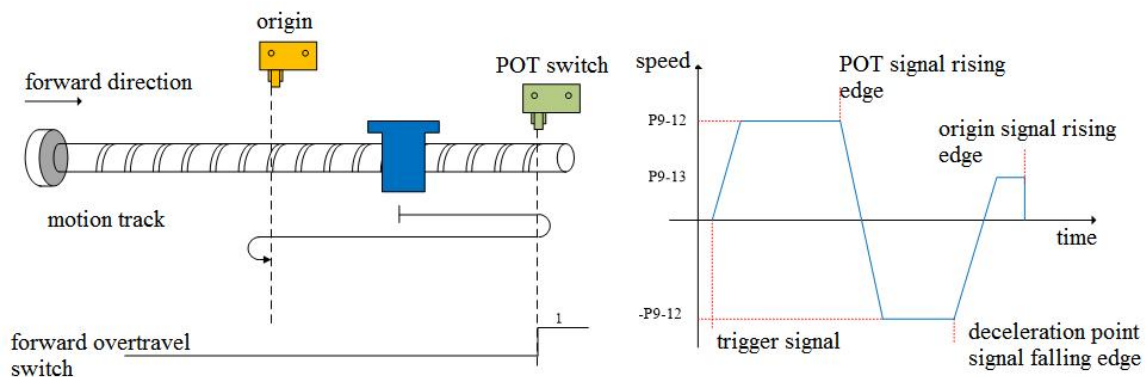 origin
forward direction
POT switch
motion track
1
forward overtravel
switch
speed
POT signal rising
edge
P9-12
origin signal rising
edge
P9-13
time
-P9-12
trigger signal
deceleration point
signal falling edge